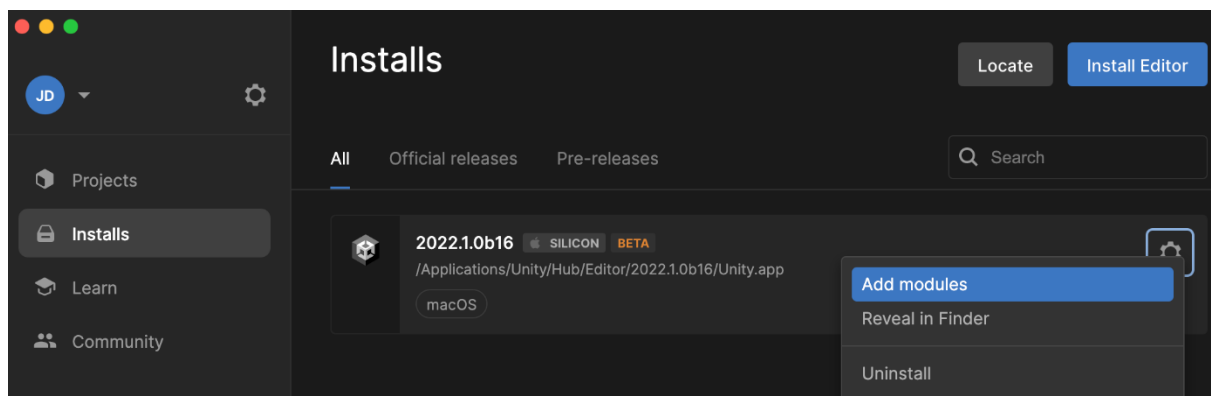 JD
Projects
Installs
Learn
Community
Installs
Locate
Install Editor
All
Official releases
Pre-releases
Search
2022.1.0b16 SILICON BETA
/Applications/Unity/Hub/Editor/2022.1.0b16/Unity.app
macOS
Add modules
Reveal in Finder
Uninstall